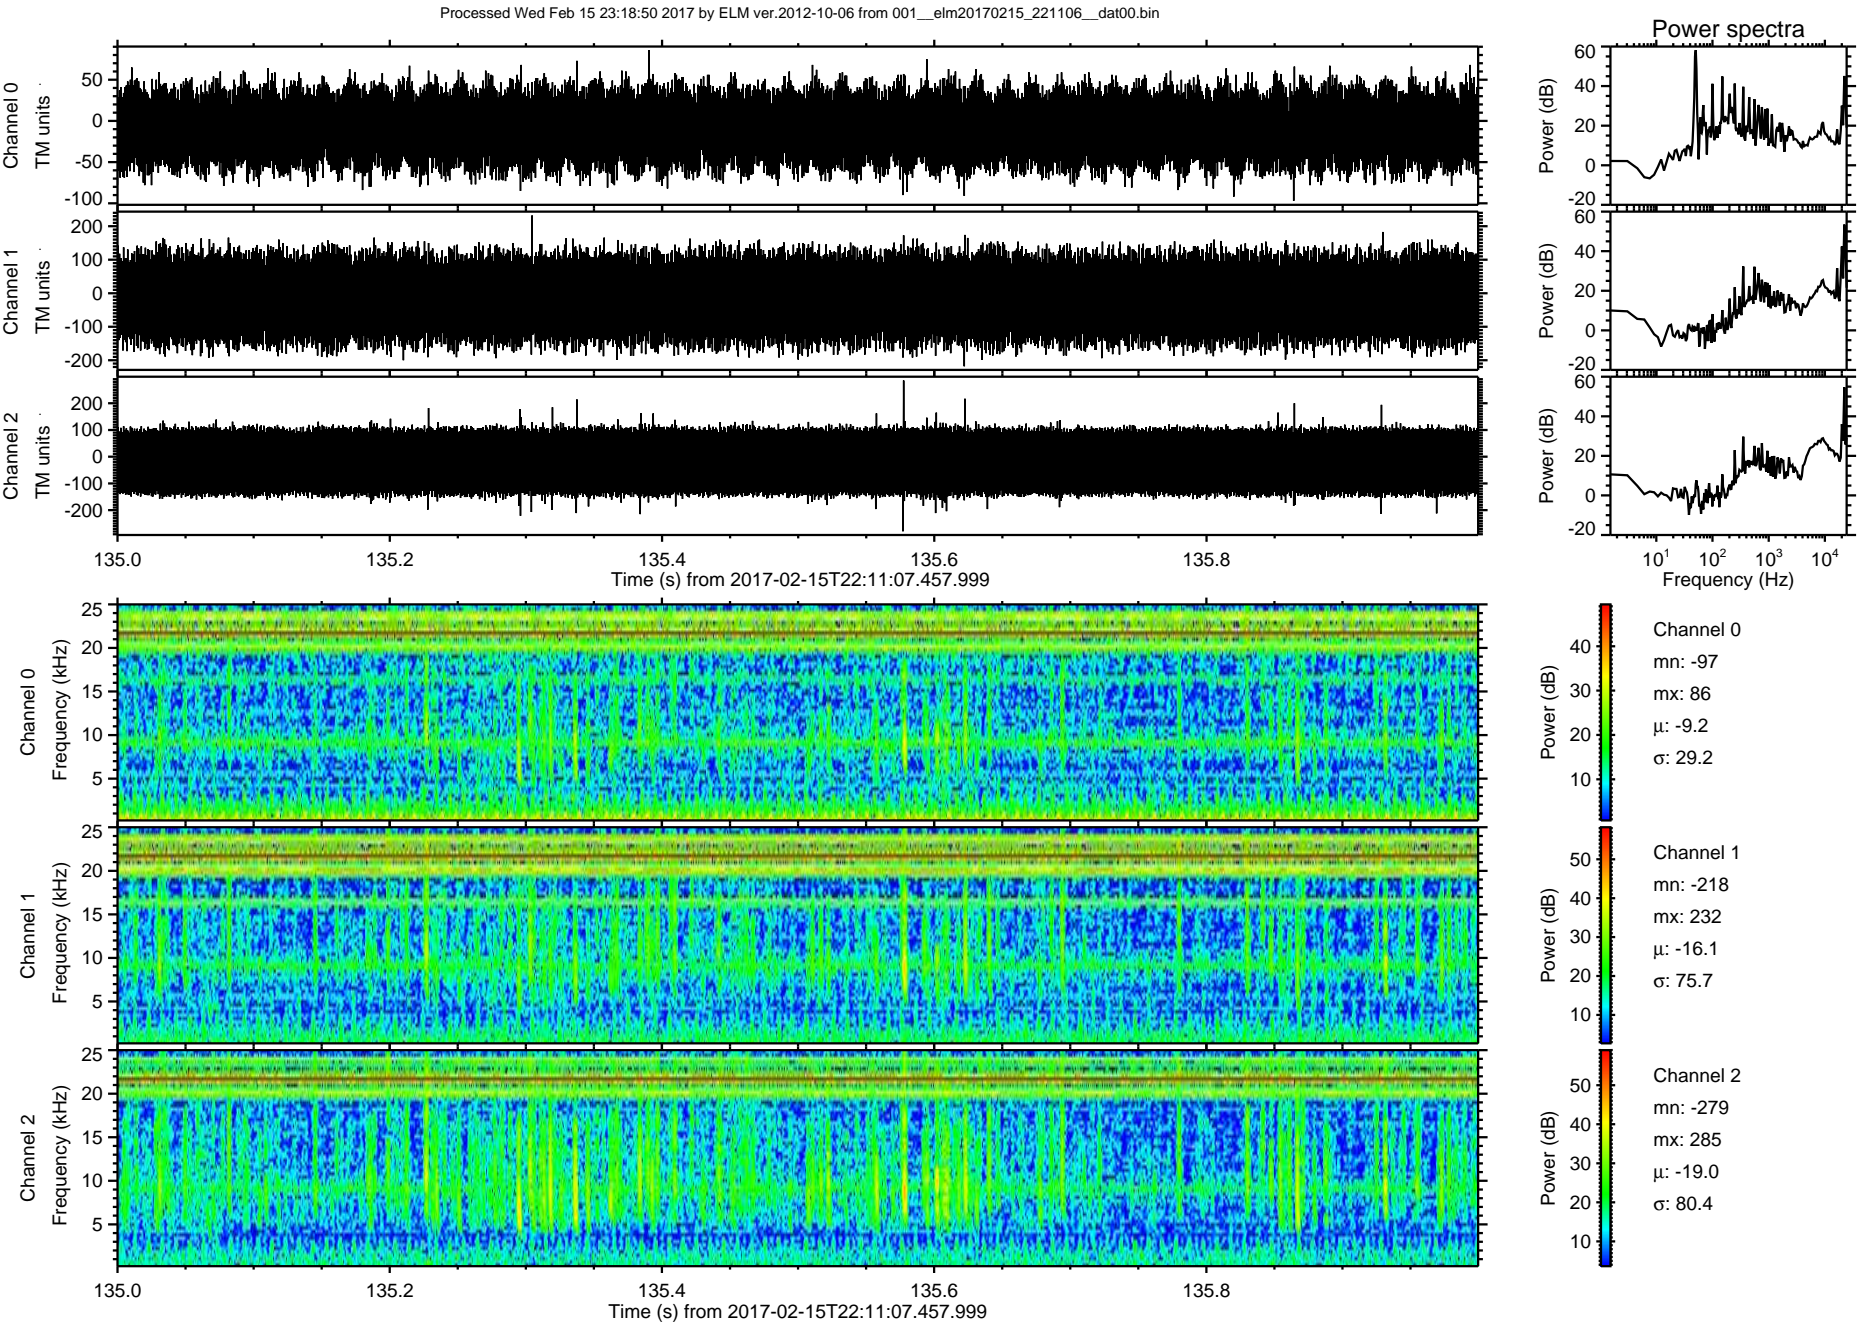 Processed Wed Feb 15 23:18:50 2017 by ELM ver.2012-10-06 from 001__elm20170215_221106__dat00.bin
Power spectra
Channel 0
TM units
50
0
-50
-100
Power (dB)
60
40
20
0
-20
Channel 1
TM units
200
100
0
-100
-200
Power (dB)
60
40
20
0
-20
Channel 2
TM units
200
100
0
-100
-200
Power (dB)
60
40
20
0
-20
135.0 135.2 135.4 135.6 135.8
Time (s) from 2017-02-15T22:11:07.457.999
10^1 10^2 10^3 10^4
Frequency (Hz)
Channel 0
Frequency (kHz)
25
20
15
10
5
Power (dB)
40
30
20
10
Channel 0
mn: -97
mx: 86
μ: -9.2
σ: 29.2
Channel 1
Frequency (kHz)
25
20
15
10
5
Power (dB)
50
40
30
20
10
Channel 1
mn: -218
mx: 232
μ: -16.1
σ: 75.7
Channel 2
Frequency (kHz)
25
20
15
10
5
Power (dB)
50
40
30
20
10
Channel 2
mn: -279
mx: 285
μ: -19.0
σ: 80.4
135.0 135.2 135.4 135.6 135.8
Time (s) from 2017-02-15T22:11:07.457.999